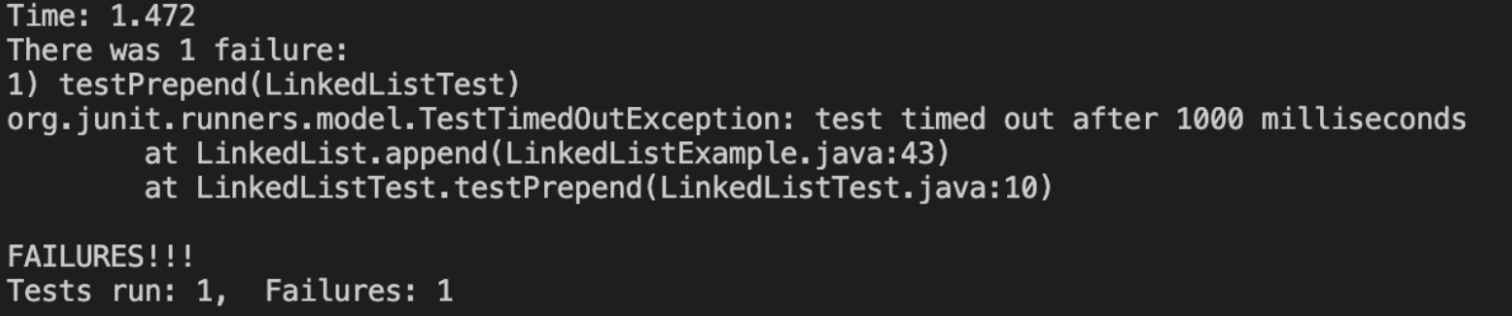 Time: 1.472
There was 1 failure:
1) testPrepend(LinkedListTest)
org.junit.runners.model.TestTimedOutException: test timed out after 1000 milliseconds
        at LinkedList.append(LinkedListExample.java:43)
        at LinkedListTest.testPrepend(LinkedListTest.java:10)

FAILURES!!!
Tests run: 1,  Failures: 1